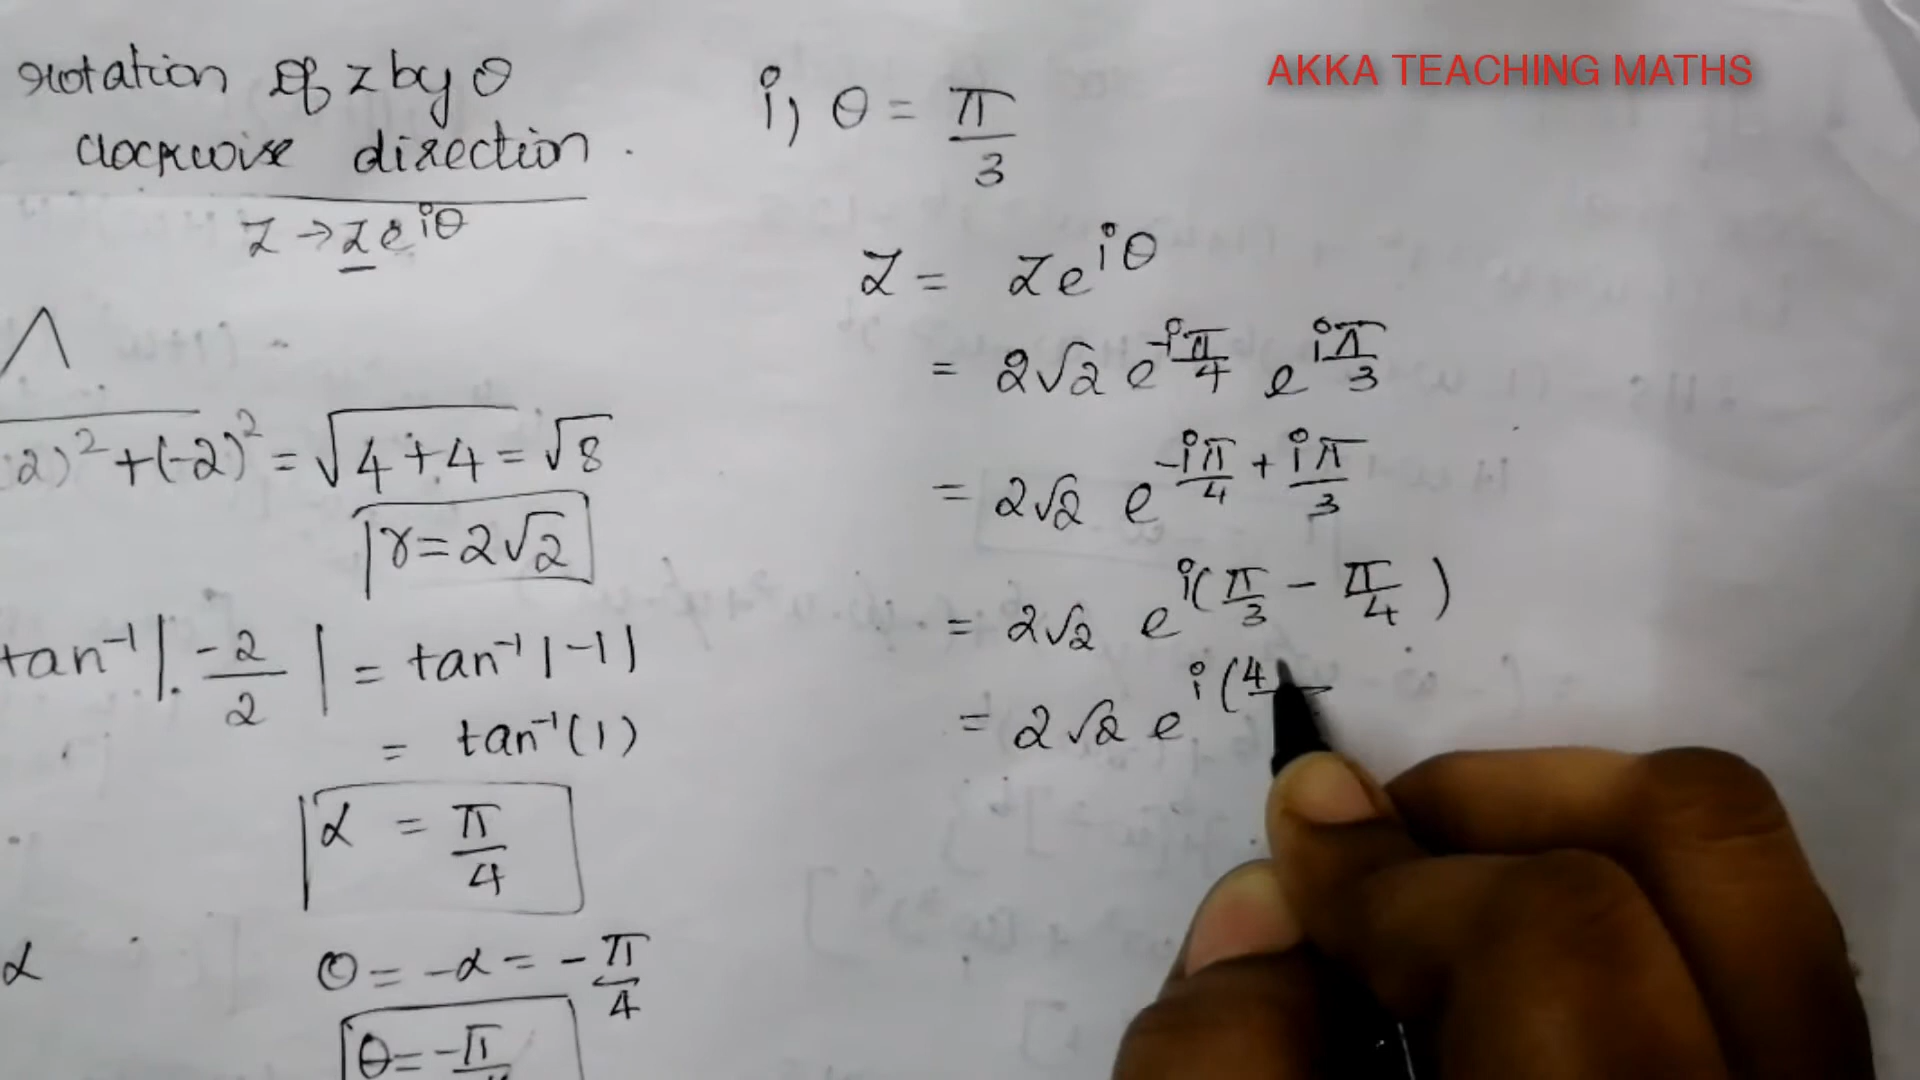 rotation of z by θ
clockwise direction.
z → z e^{iθ}
2)² + (-2)² = √4+4 = √8
r = 2√2
tan⁻¹ | -2/2 | = tan⁻¹ |-1|
= tan⁻¹(1)
α = π/4
α θ = -α = -π/4
θ = -π
AKKA TEACHING MATHS
i) θ = π/3
z = z e^{iθ}
= 2√2 e^{-iπ/4} e^{iπ/3}
= 2√2 e^{-iπ/4 + iπ/3}
= 2√2 e^{i(π/3 - π/4)}
= 2√2 e^{i(4